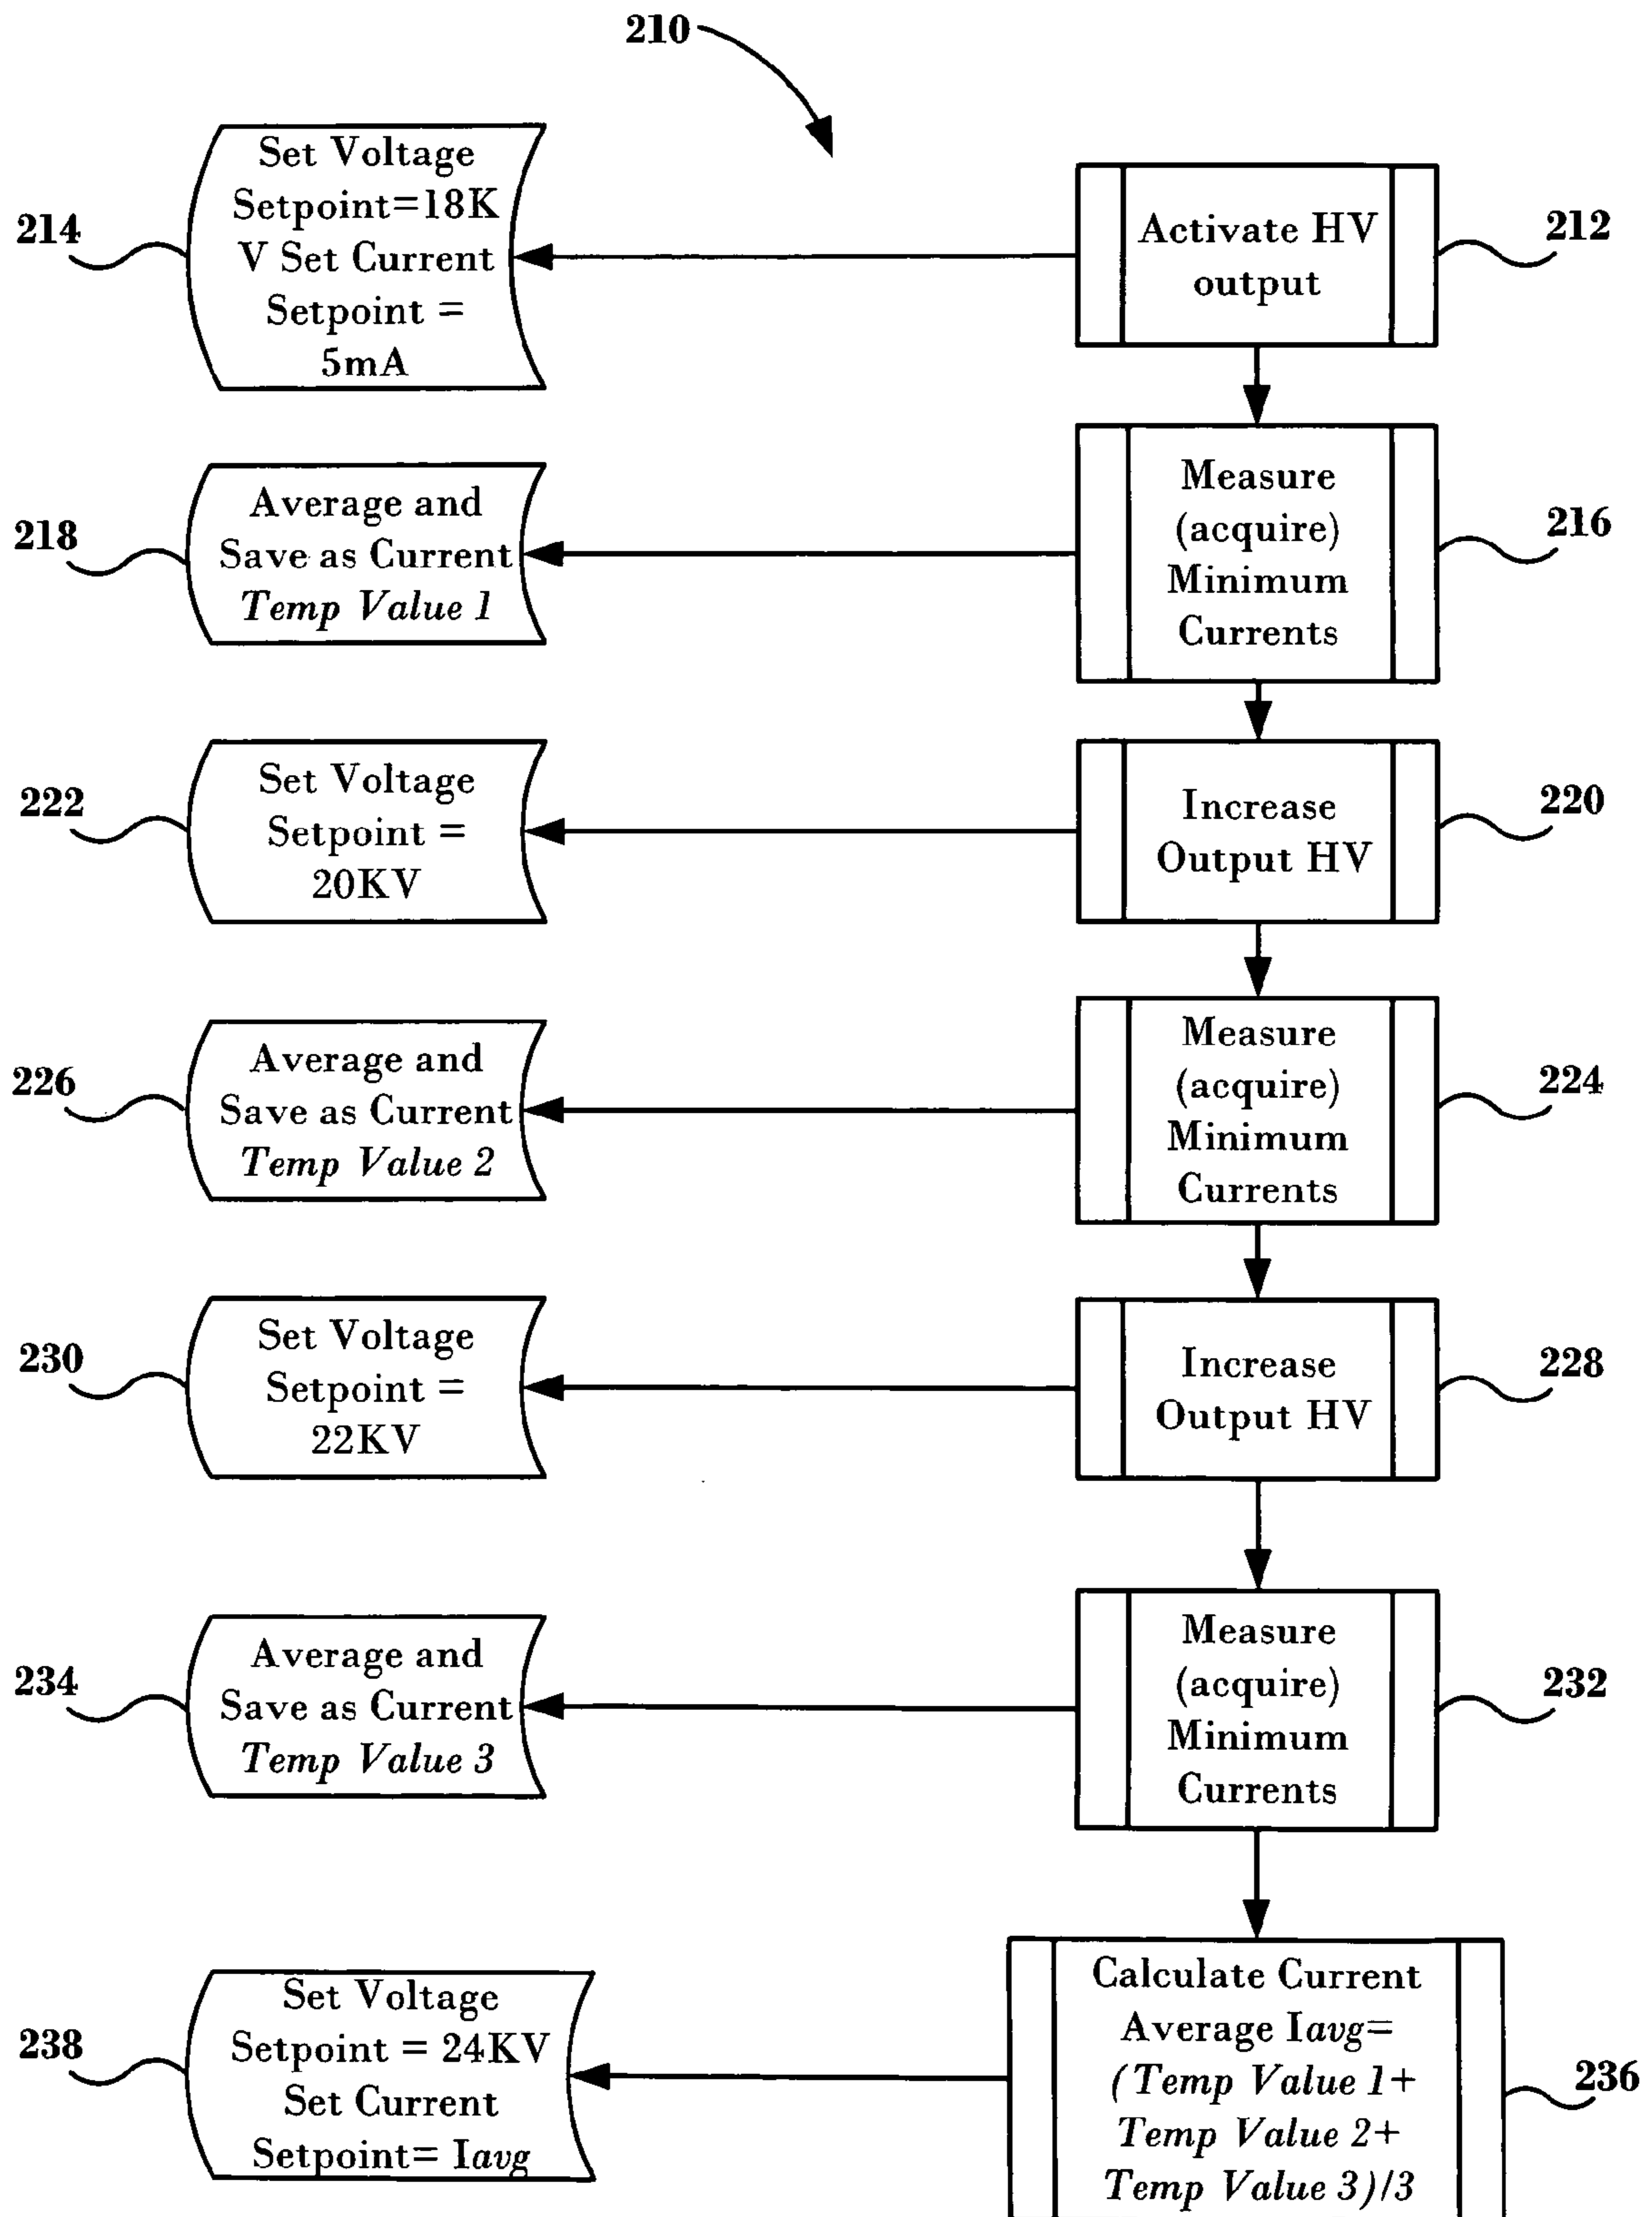 210
Set Voltage
Setpoint=18K
V Set Current
Setpoint =
5mA
214
Activate HV
output
212
Average and
Save as Current
Temp Value 1
218
Measure
(acquire)
Minimum
Currents
216
Set Voltage
Setpoint =
20KV
222
Increase
Output HV
220
Average and
Save as Current
Temp Value 2
226
Measure
(acquire)
Minimum
Currents
224
Set Voltage
Setpoint =
22KV
230
Increase
Output HV
228
Average and
Save as Current
Temp Value 3
234
Measure
(acquire)
Minimum
Currents
232
Set Voltage
Setpoint = 24KV
Set Current
Setpoint= Iavg
238
Calculate Current
Average Iavg=
(Temp Value 1+
Temp Value 2+
Temp Value 3)/3
236